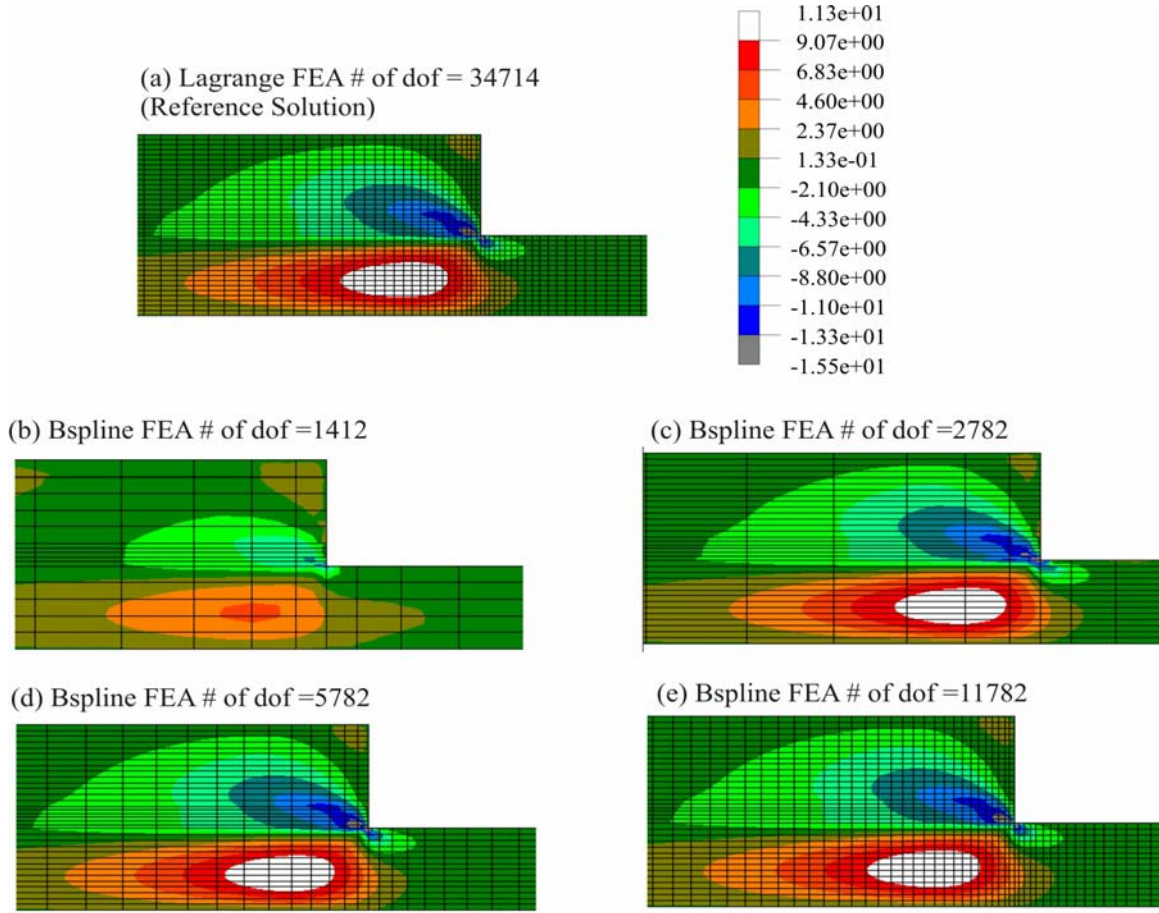 1.13e+01
9.07e+00
(a) Lagrange FEA # of dof = 34714
6.83e+00
(Reference Solution)
4.60e+00
2.37e+00
1.33e-01
-2.10e+00
-4.33e+00
-6.57e+00
-8.80e+00
-1.10e+01
-1.33e+01
-1.55e+01
(b) Bspline FEA # of dof =1412
(c) Bspline FEA # of dof =2782
(d) Bspline FEA # of dof =5782
(e) Bspline FEA # of dof =11782